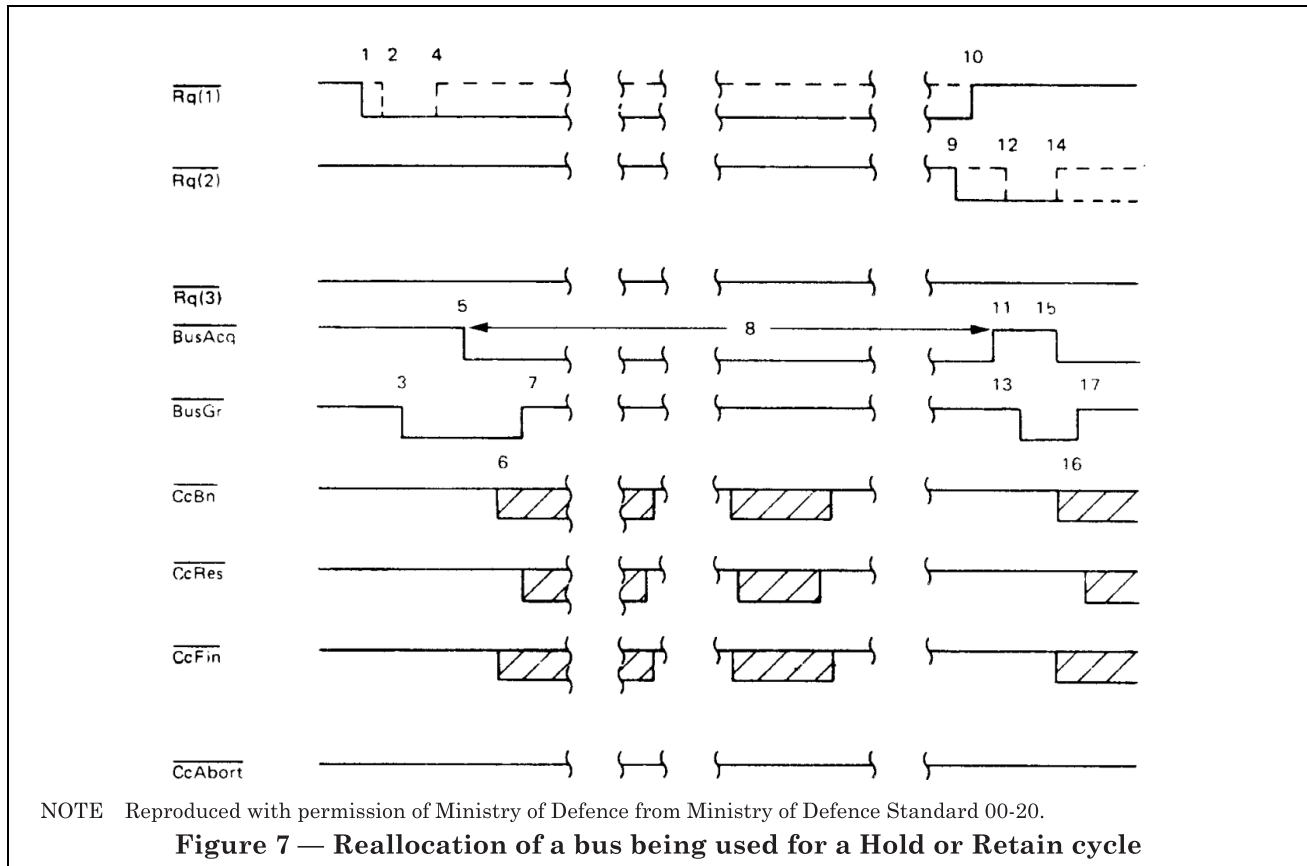 1 2 4 10
Rq(1)
9 12 14
Rq(2)
Rq(3)
5 11 15
BusAcq 8
3 7 13 17
BusGr
6 16
CcBn
CcRes
CcFin
CcAbort
NOTE Reproduced with permission of Ministry of Defence from Ministry of Defence Standard 00-20.
Figure 7 — Reallocation of a bus being used for a Hold or Retain cycle